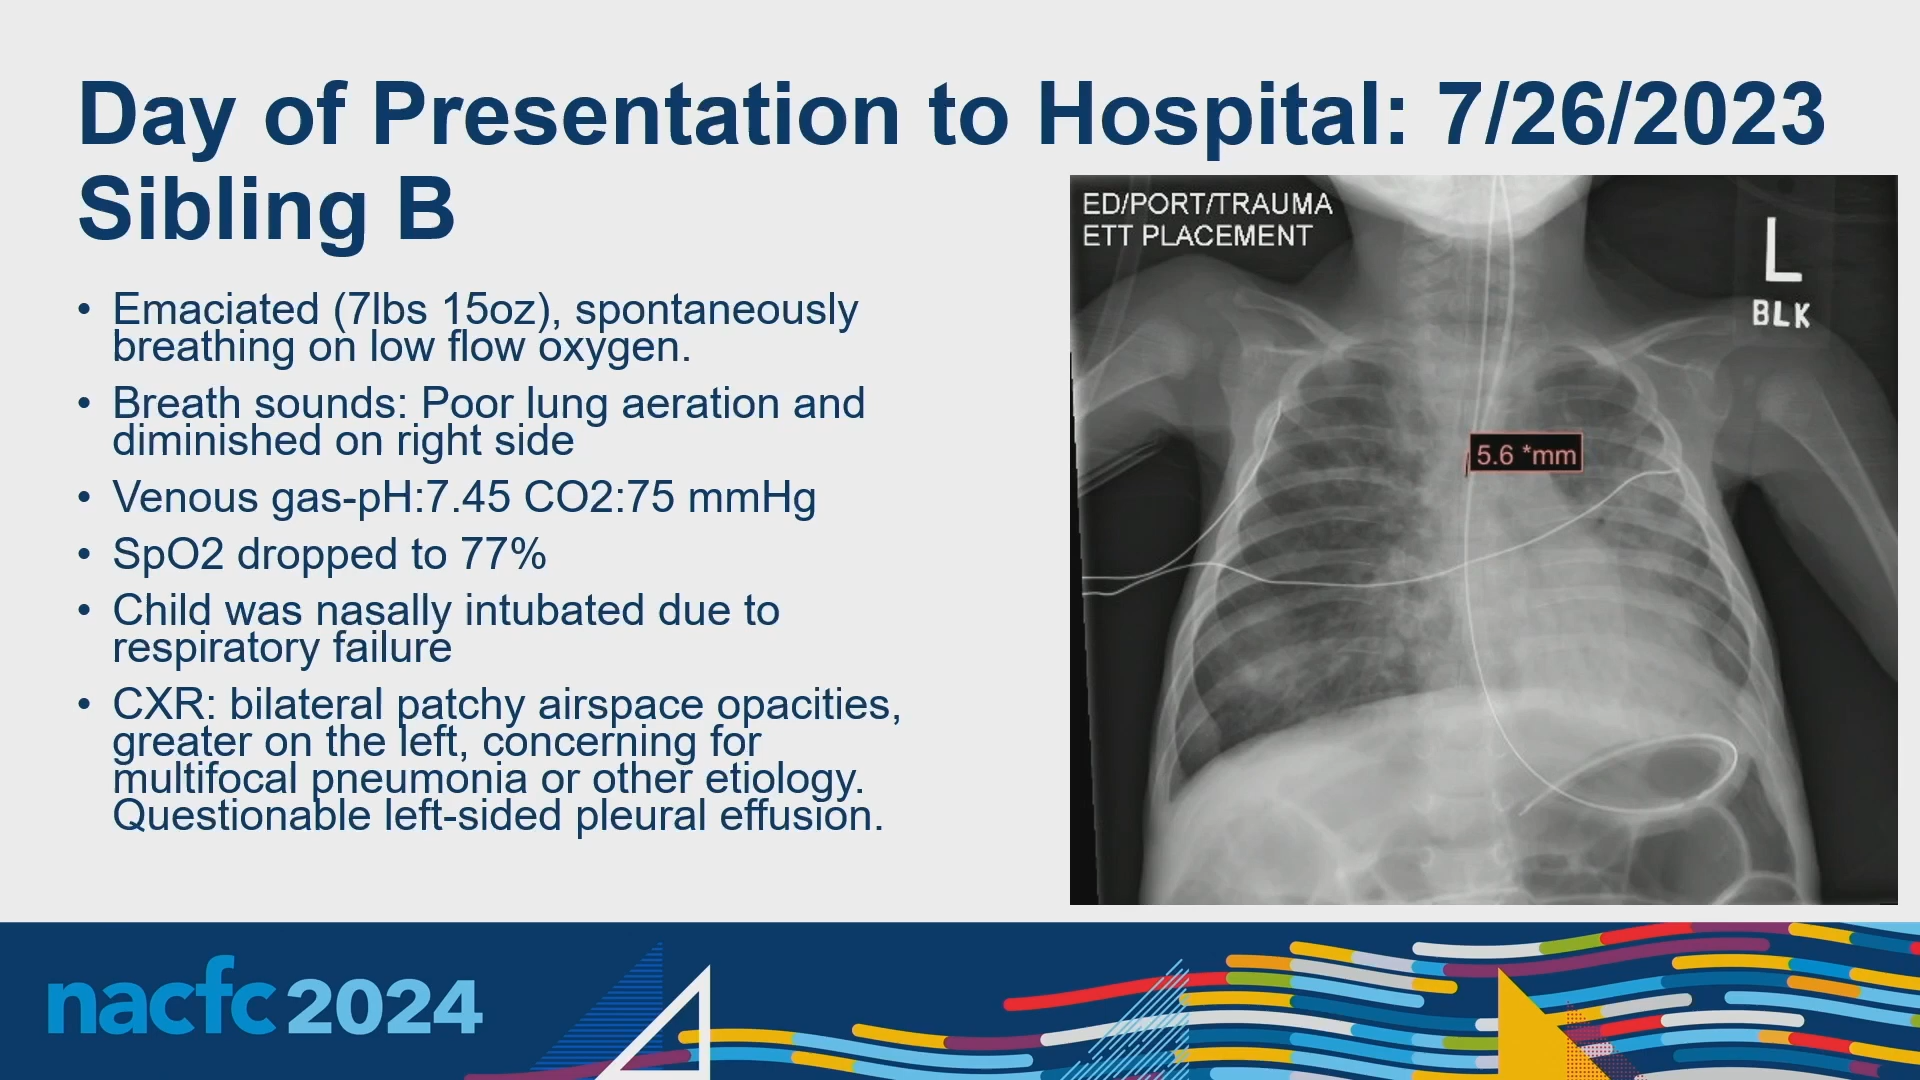 Day of Presentation to Hospital: 7/26/2023
Sibling B
• Emaciated (7lbs 15oz), spontaneously
breathing on low flow oxygen.
• Breath sounds: Poor lung aeration and
diminished on right side
• Venous gas-pH:7.45 CO2:75 mmHg
• SpO2 dropped to 77%
• Child was nasally intubated due to
respiratory failure
• CXR: bilateral patchy airspace opacities,
greater on the left, concerning for
multifocal pneumonia or other etiology.
Questionable left-sided pleural effusion.
ED/PORT/TRAUMA
ETT PLACEMENT
L
BLK
5.6 *mm
nacfc 2024